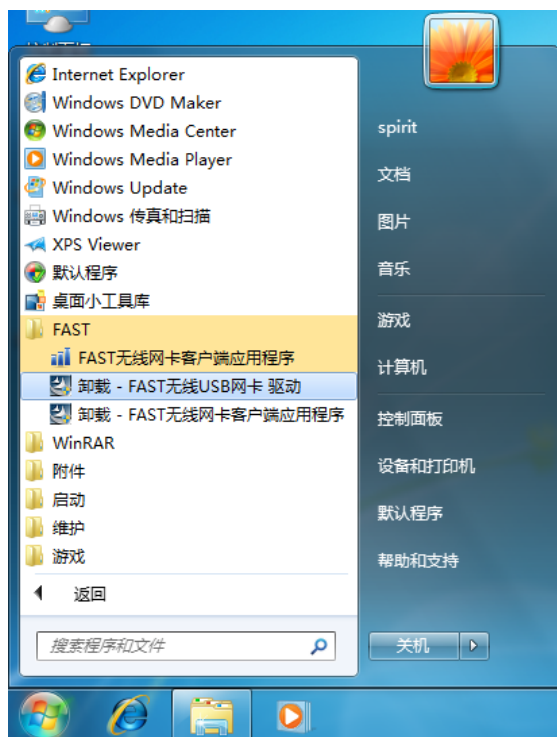 Internet Explorer
Windows DVD Maker
Windows Media Center
Windows Media Player
Windows Update
Windows 传真和扫描
XPS Viewer
默认程序
桌面小工具库
FAST
FAST无线网卡客户端应用程序
卸载 - FAST无线USB网卡 驱动
卸载 - FAST无线网卡客户端应用程序
WinRAR
附件
启动
维护
游戏
返回
搜索程序和文件
spirit
文档
图片
音乐
游戏
计算机
控制面板
设备和打印机
默认程序
帮助和支持
关机